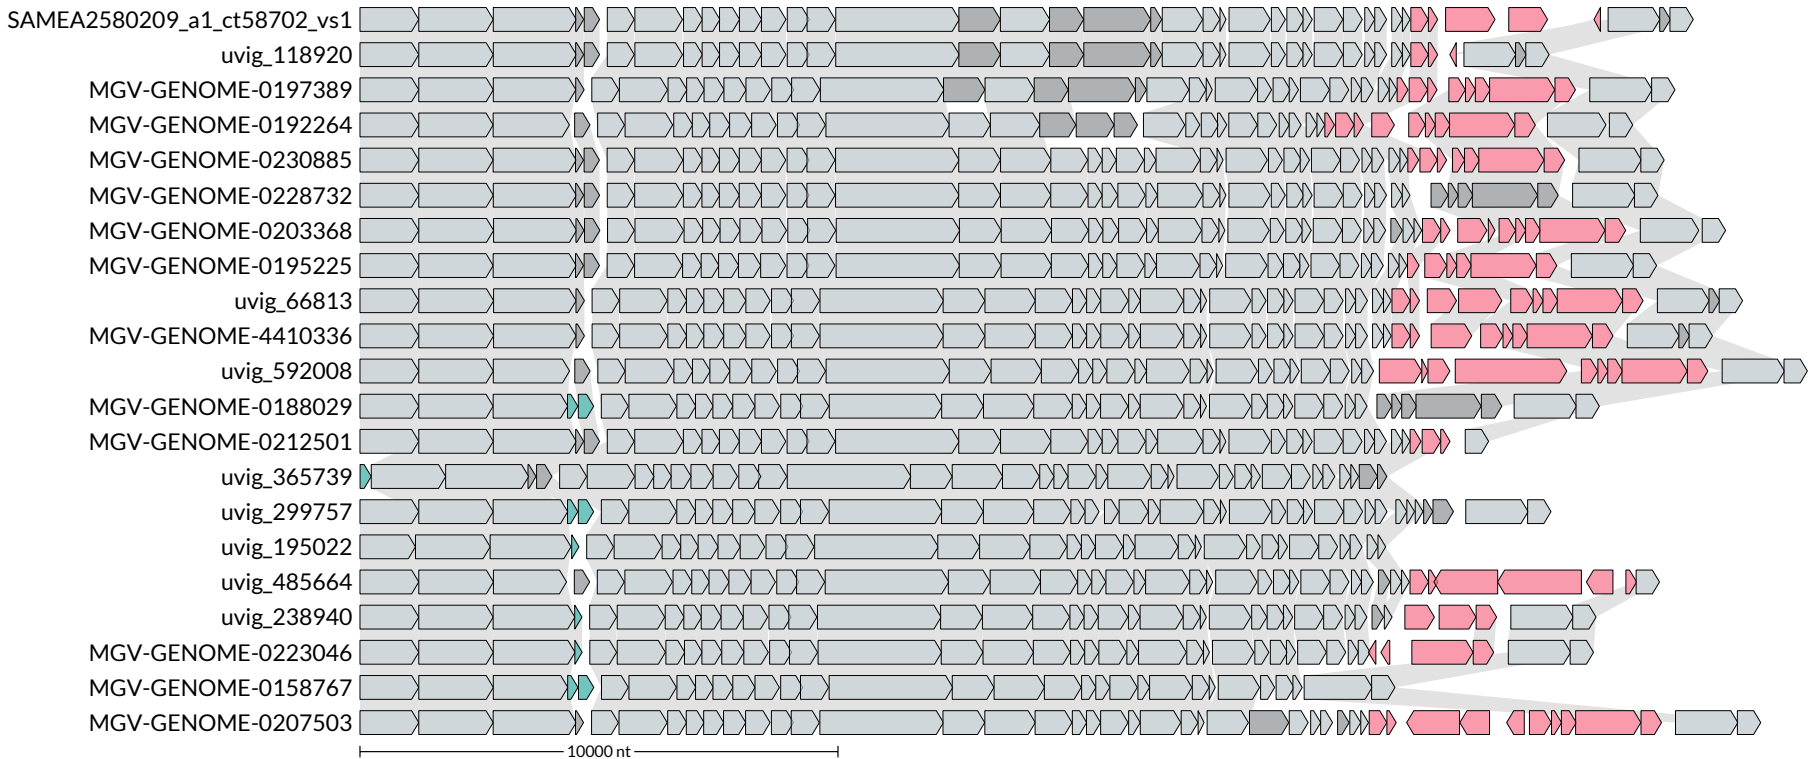 SAMEA2580209_a1_ct58702_vs1
uvig_118920
MGV-GENOME-0197389
MGV-GENOME-0192264
MGV-GENOME-0230885
MGV-GENOME-0228732
MGV-GENOME-0203368
MGV-GENOME-0195225
uvig_66813
MGV-GENOME-4410336
uvig_592008
MGV-GENOME-0188029
MGV-GENOME-0212501
uvig_365739
uvig_299757
uvig_195022
uvig_485664
uvig_238940
MGV-GENOME-0223046
MGV-GENOME-0158767
MGV-GENOME-0207503
10000 nt